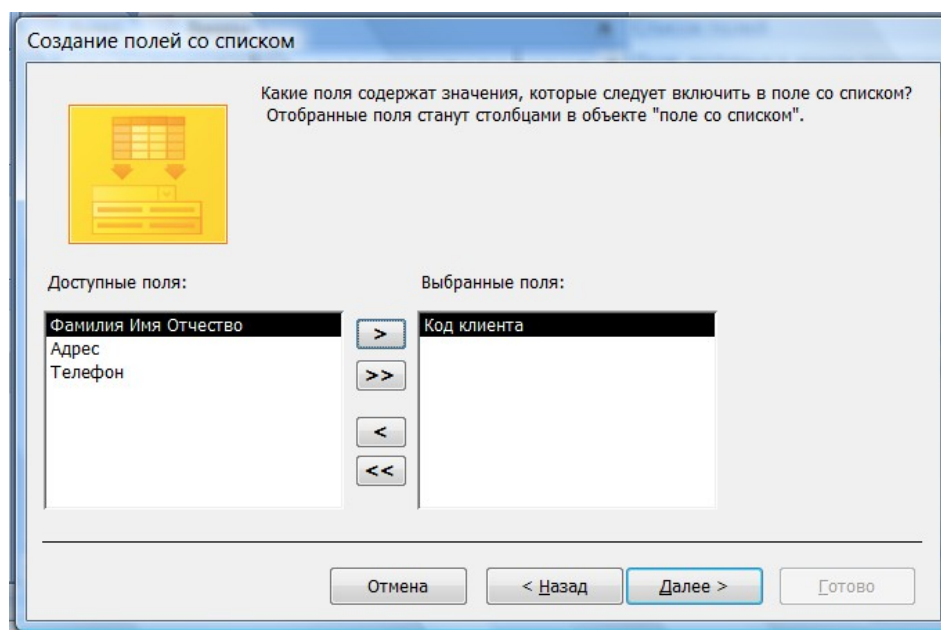 Создание полей со списком
Какие поля содержат значения, которые следует включить в поле со списком?
Отобранные поля станут столбцами в объекте "поле со списком".
Доступные поля:
Выбранные поля:
Фамилия Имя Отчество
Адрес
Телефон
>
>>
<
<<
Код клиента
Отмена
< Назад
Далее >
Готово